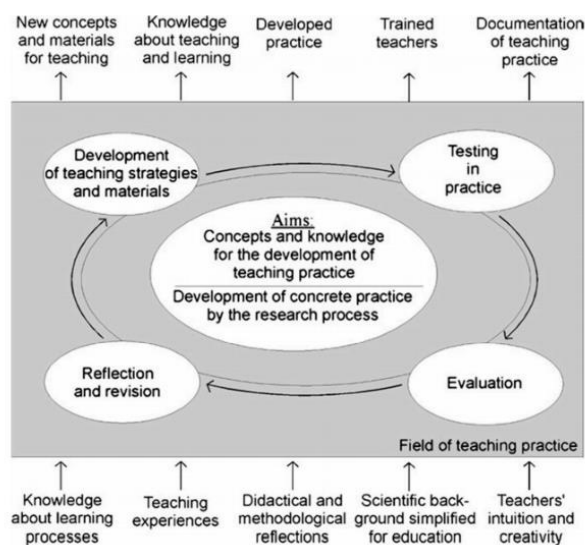 New concepts
and materials
for teaching
Knowledge
about teaching
and learning
Developed
practice
Trained
teachers
Documentation
of teaching
practice
Development
of teaching strategies
and materials
Testing
in
practice
Aims:
Concepts and knowledge
for the development of
teaching practice
Development of concrete practice
by the research process
Reflection
and revision
Evaluation
Field of teaching practice
Knowledge
about learning
processes
Teaching
experiences
Didactical and
methodological
reflections
Scientific back-
ground simplified
for education
Teachers'
intuition and
creativity